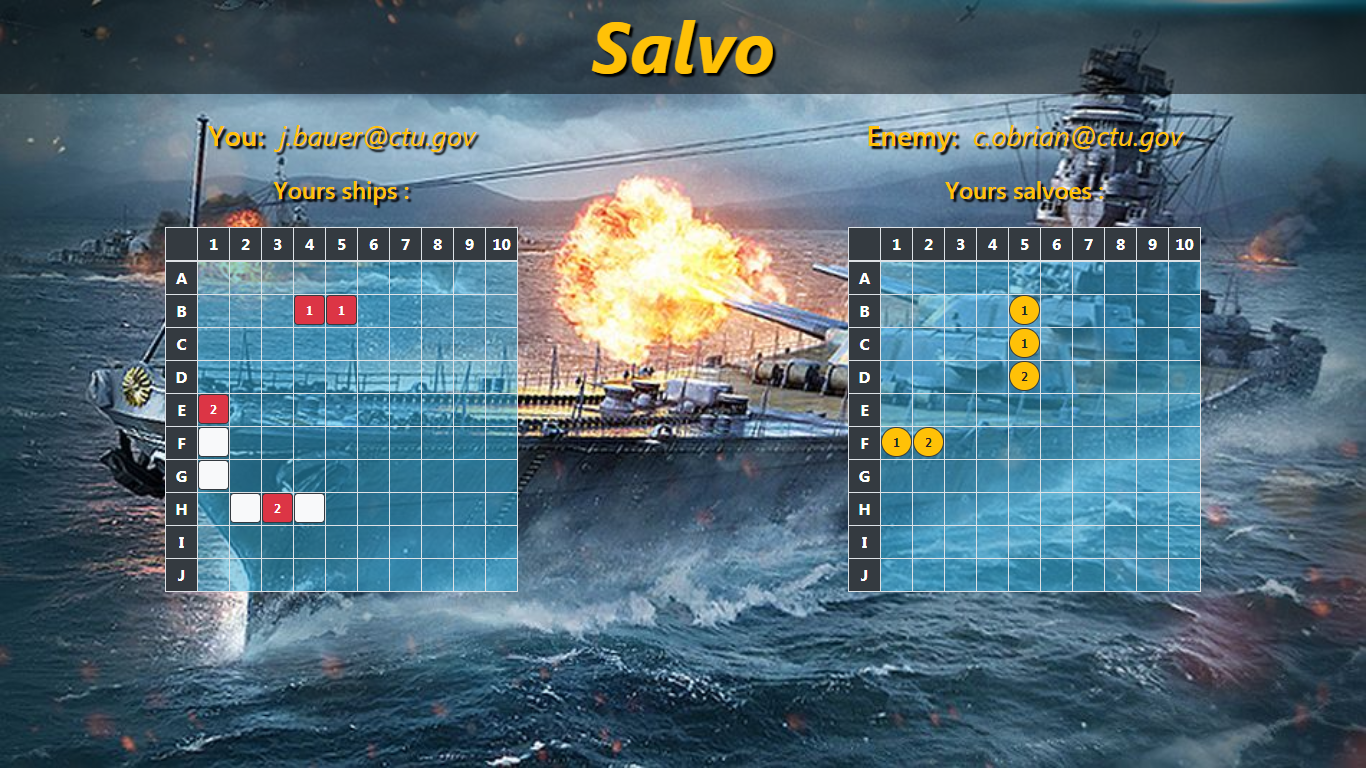 Salvo
You: j.bauer@ctu.gov
Enemy: c.obrian@ctu.gov
Yours ships :
Yours salvoes :
1 2 3 4 5 6 7 8 9 10
A
B 1 1
C
D
E 2
F
G
H 2
I
J
1 2 3 4 5 6 7 8 9 10
A
B 1
C 1
D 2
E
F 1 2
G
H
I
J